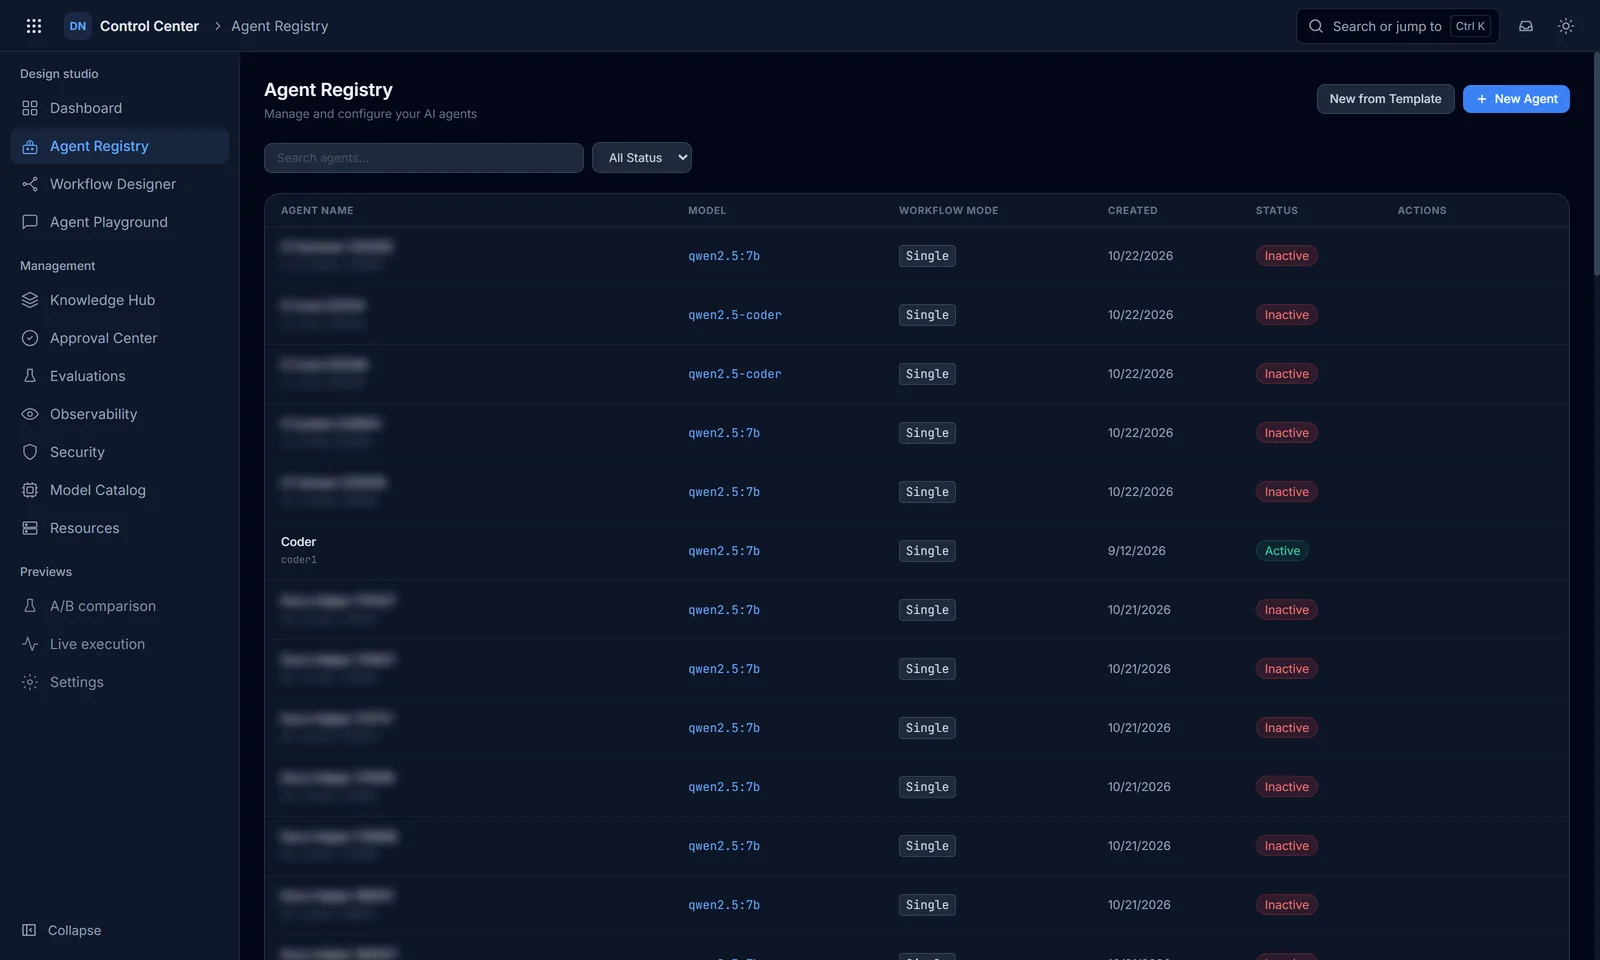 DN Control Center > Agent Registry
Search or jump to Ctrl K
Design studio
Dashboard
Agent Registry
Workflow Designer
Agent Playground
Management
Knowledge Hub
Approval Center
Evaluations
Observability
Security
Model Catalog
Resources
Previews
A/B comparison
Live execution
Settings
Collapse
Agent Registry
Manage and configure your AI agents
New from Template
+ New Agent
Search agents...
All Status
AGENT NAME MODEL WORKFLOW MODE CREATED STATUS ACTIONS
qwen2.5:7b Single 10/22/2026 Inactive
qwen2.5-coder Single 10/22/2026 Inactive
qwen2.5-coder Single 10/22/2026 Inactive
qwen2.5:7b Single 10/22/2026 Inactive
qwen2.5:7b Single 10/22/2026 Inactive
Coder
coder1
qwen2.5:7b Single 9/12/2026 Active
qwen2.5:7b Single 10/21/2026 Inactive
qwen2.5:7b Single 10/21/2026 Inactive
qwen2.5:7b Single 10/21/2026 Inactive
qwen2.5:7b Single 10/21/2026 Inactive
qwen2.5:7b Single 10/21/2026 Inactive
qwen2.5:7b Single 10/21/2026 Inactive